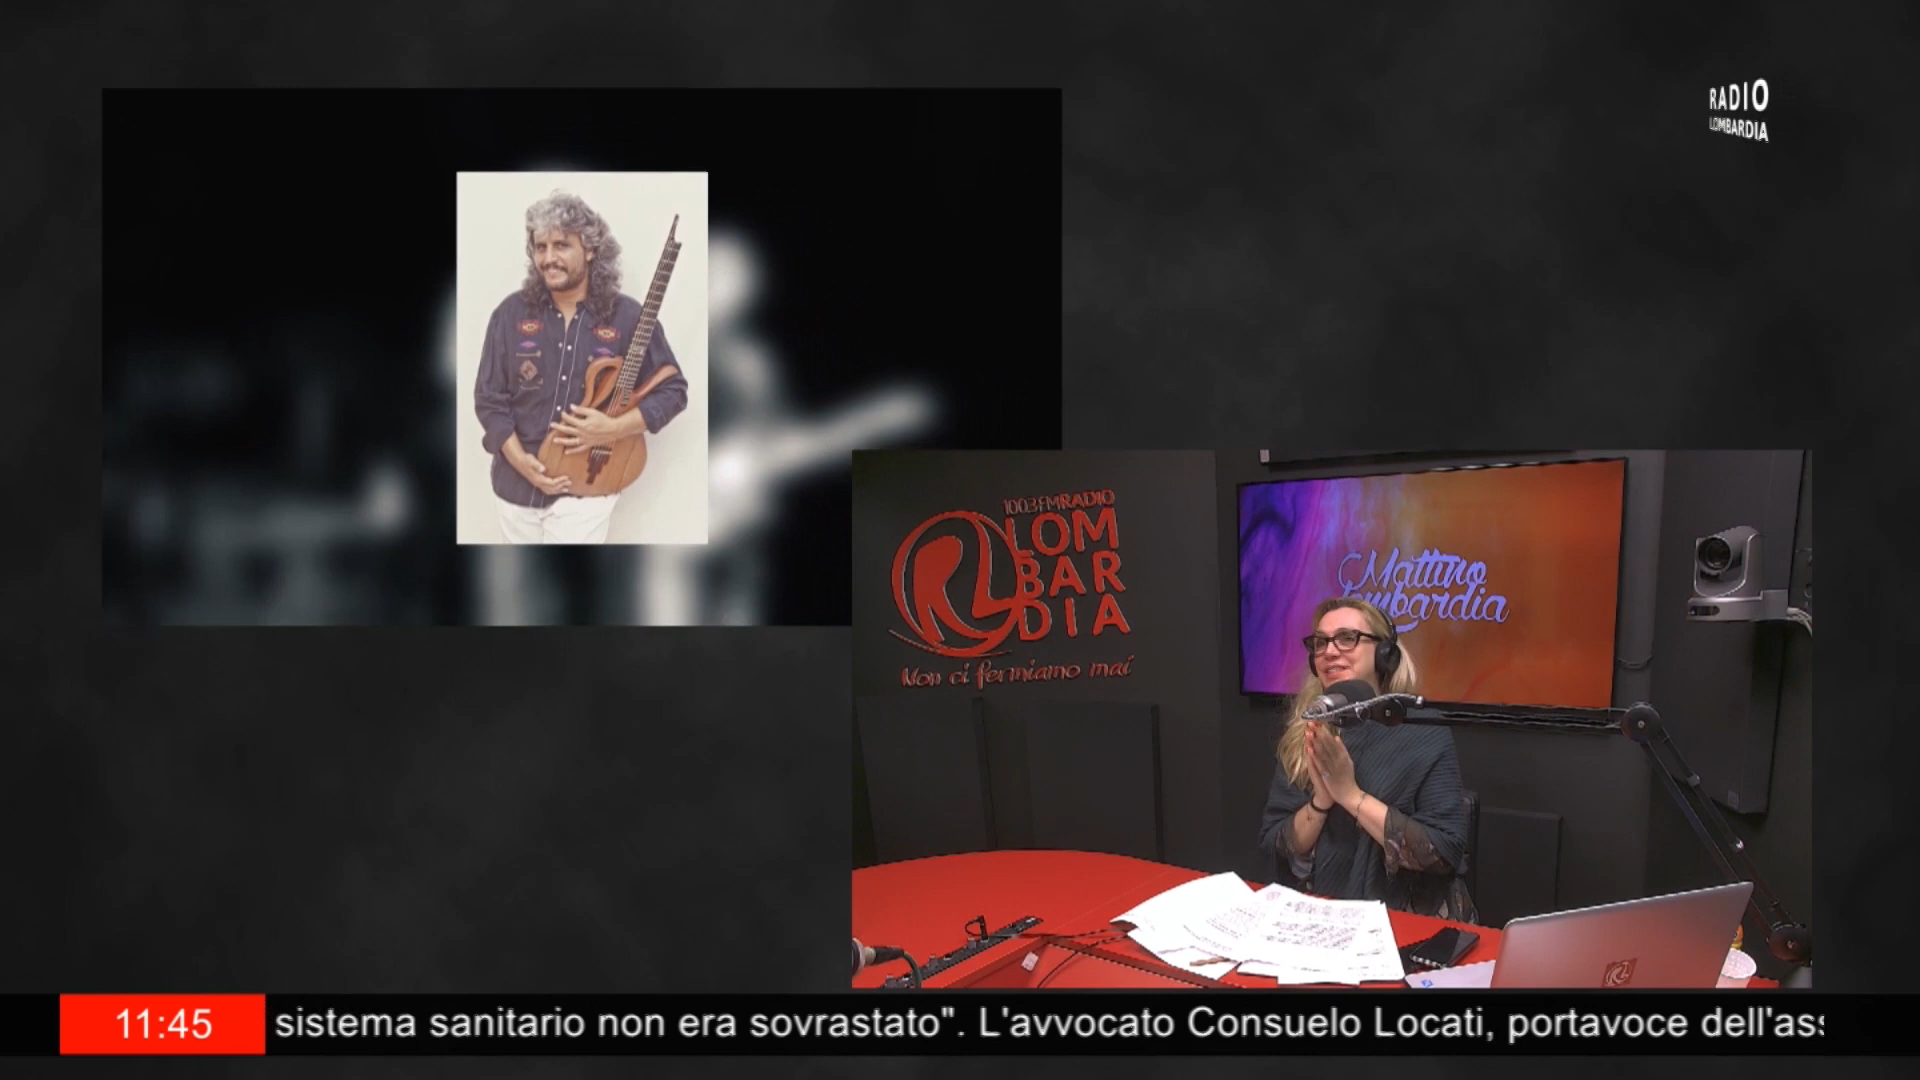 RADIO
LOMBARDIA
100.3 FM RADIO
LOM
BAR
DIA
RL
Non ci fermiamo mai
Mattino
Lombardia
11:45
sistema sanitario non era sovrastato". L'avvocato Consuelo Locati, portavoce dell'ass